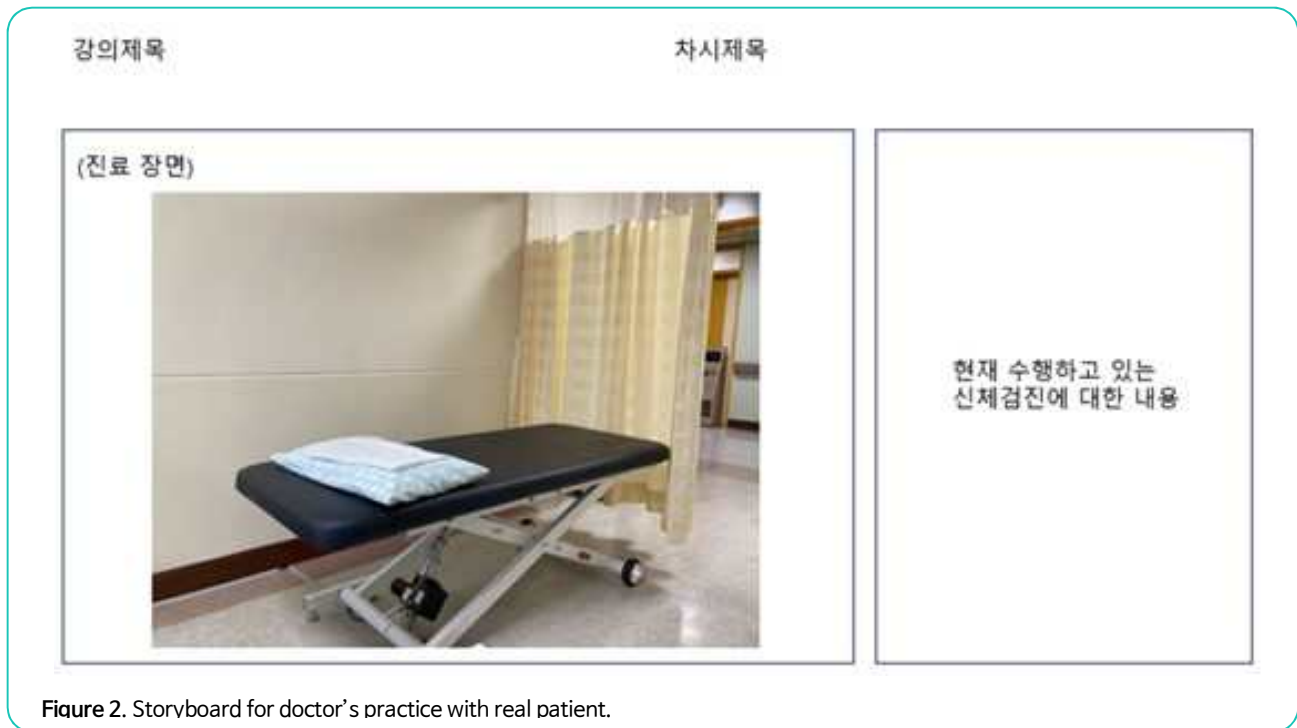 강의제목
차시제목
(진료 장면)
현재 수행하고 있는
신체검진에 대한 내용
Figure 2. Storyboard for doctor’s practice with real patient.